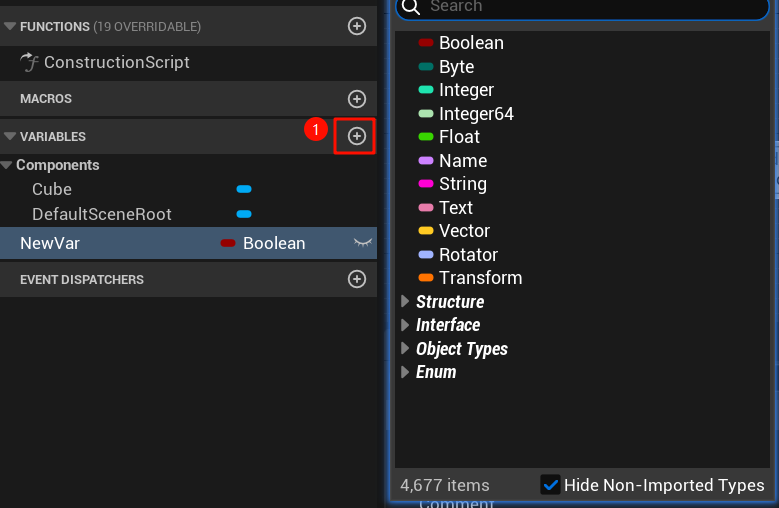 FUNCTIONS (19 OVERRIDABLE)
ConstructionScript
MACROS
1
VARIABLES
Components
Cube
DefaultSceneRoot
NewVar Boolean
EVENT DISPATCHERS
Search
Boolean
Byte
Integer
Integer64
Float
Name
String
Text
Vector
Rotator
Transform
Structure
Interface
Object Types
Enum
4,677 items Hide Non-Imported Types
Comment